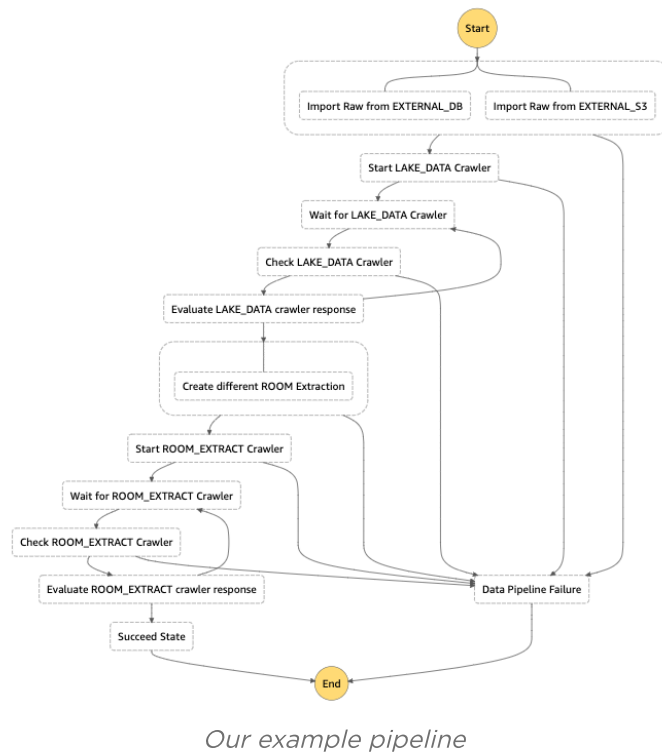 Start
Import Raw from EXTERNAL_DB
Import Raw from EXTERNAL_S3
Start LAKE_DATA Crawler
Wait for LAKE_DATA Crawler
Check LAKE_DATA Crawler
Evaluate LAKE_DATA crawler response
Create different ROOM Extraction
Start ROOM_EXTRACT Crawler
Wait for ROOM_EXTRACT Crawler
Check ROOM_EXTRACT Crawler
Evaluate ROOM_EXTRACT crawler response
Data Pipeline Failure
Succeed State
End
Our example pipeline